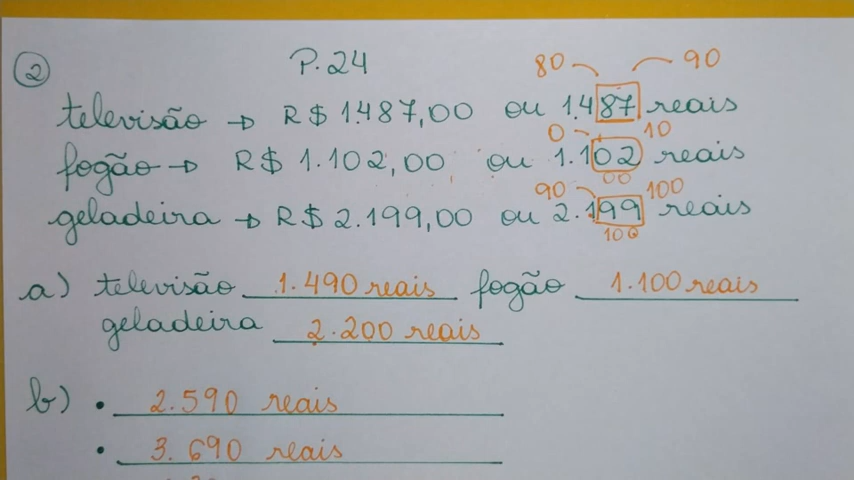 P.24
2
80 90
televisão → R$ 1.487,00 ou 1.487 reais
0 10
fogão → R$ 1.102,00 ou 1.102 reais
00
90 100
geladeira → R$ 2.199,00 ou 2.199 reais
100
a) televisão 1.490 reais fogão 1.100 reais
geladeira 2.200 reais
b) • 2.590 reais
• 3.690 reais